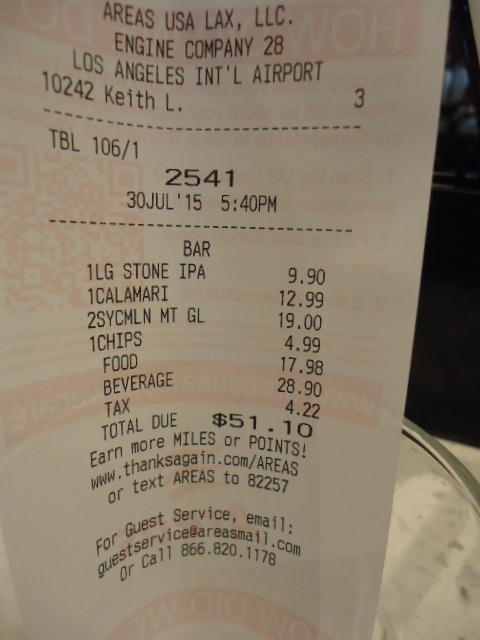 AREAS USA LAX, LLC.
ENGINE COMPANY 28
LOS ANGELES INT'L AIRPORT
10242 Keith L. 3
TBL 106/1
2541
30JUL'15 5:40PM
BAR
1LG STONE IPA 9.90
1CALAMARI 12.99
2SYCMLN MT GL 19.00
1CHIPS 4.99
FOOD 17.98
BEVERAGE 28.90
TAX 4.22
TOTAL DUE $51.10
Earn more MILES or POINTS!
www.thanksagain.com/AREAS
or text AREAS to 82257
For Guest Service, email:
guestservice@areasmail.com
Or Call 866.820.1178